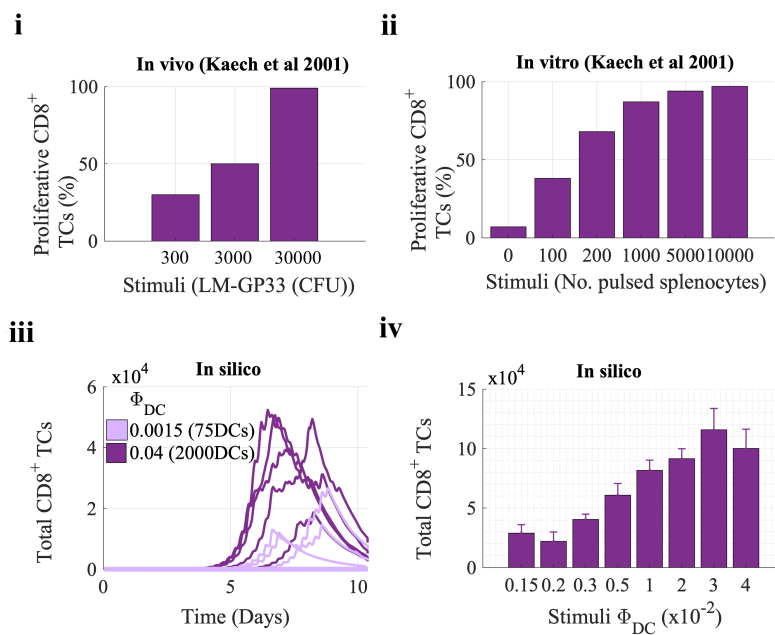 i
In vivo (Kaech et al 2001)
Proliferative CD8+
TCs (%)
100
50
0
300 3000 30000
Stimuli (LM-GP33 (CFU))
ii
In vitro (Kaech et al 2001)
Proliferative CD8+
TCs (%)
100
50
0
0 100 200 1000 5000 10000
Stimuli (No. pulsed splenocytes)
iii
In silico
x10^4
Total CD8+ TCs
6
4
2
0
Φ_DC
0.0015 (75DCs)
0.04 (2000DCs)
0 5 10
Time (Days)
iv
In silico
x10^4
Total CD8+ TCs
15
10
5
0
0.15 0.2 0.3 0.5 1 2 3 4
Stimuli Φ_DC (x10^-2)